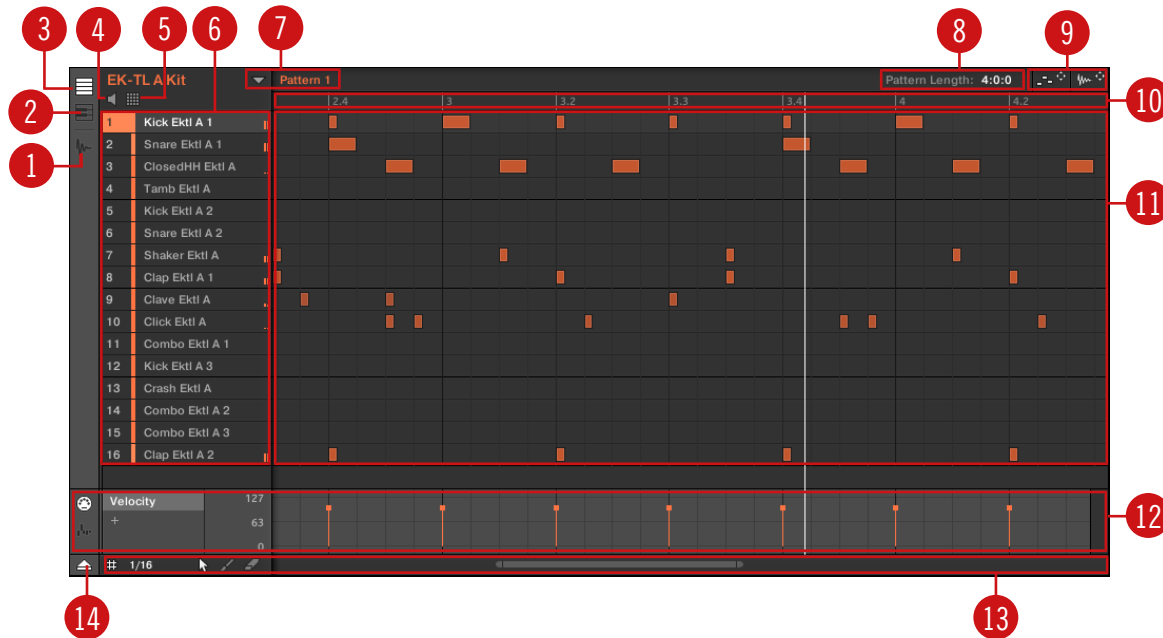 3 4 5 6 7 8 9
EK-TL A Kit Pattern 1 Pattern Length: 4:0:0
2.4 3 3.2 3.3 3.4 4 4.2
10
2
1 Kick Ektl A 1
2 Snare Ektl A 1
1
3 ClosedHH Ektl A
4 Tamb Ektl A
11
5 Kick Ektl A 2
6 Snare Ektl A 2
7 Shaker Ektl A
8 Clap Ektl A 1
9 Clave Ektl A
10 Click Ektl A
11 Combo Ektl A 1
12 Kick Ektl A 3
13 Crash Ektl A
14 Combo Ektl A 2
15 Combo Ektl A 3
16 Clap Ektl A 2
Velocity 127
+ 63
12
0
1/16
14 13